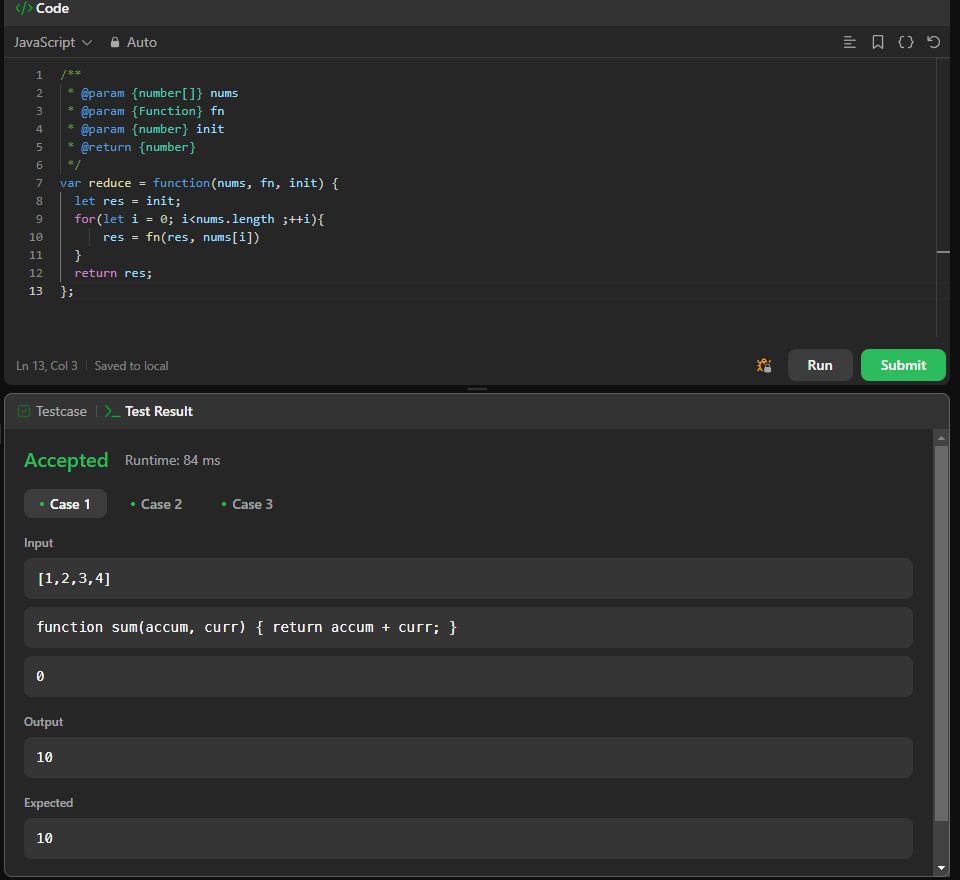 </> Code
JavaScript Auto
1 /**
2 * @param {number[]} nums
3 * @param {Function} fn
4 * @param {number} init
5 * @return {number}
6 */
7 var reduce = function(nums, fn, init) {
8 let res = init;
9 for(let i = 0; i<nums.length ;++i){
10 res = fn(res, nums[i])
11 }
12 return res;
13 };
Ln 13, Col 3 Saved to local
Run Submit
Testcase Test Result
Accepted Runtime: 84 ms
• Case 1 • Case 2 • Case 3
Input
[1,2,3,4]
function sum(accum, curr) { return accum + curr; }
0
Output
10
Expected
10